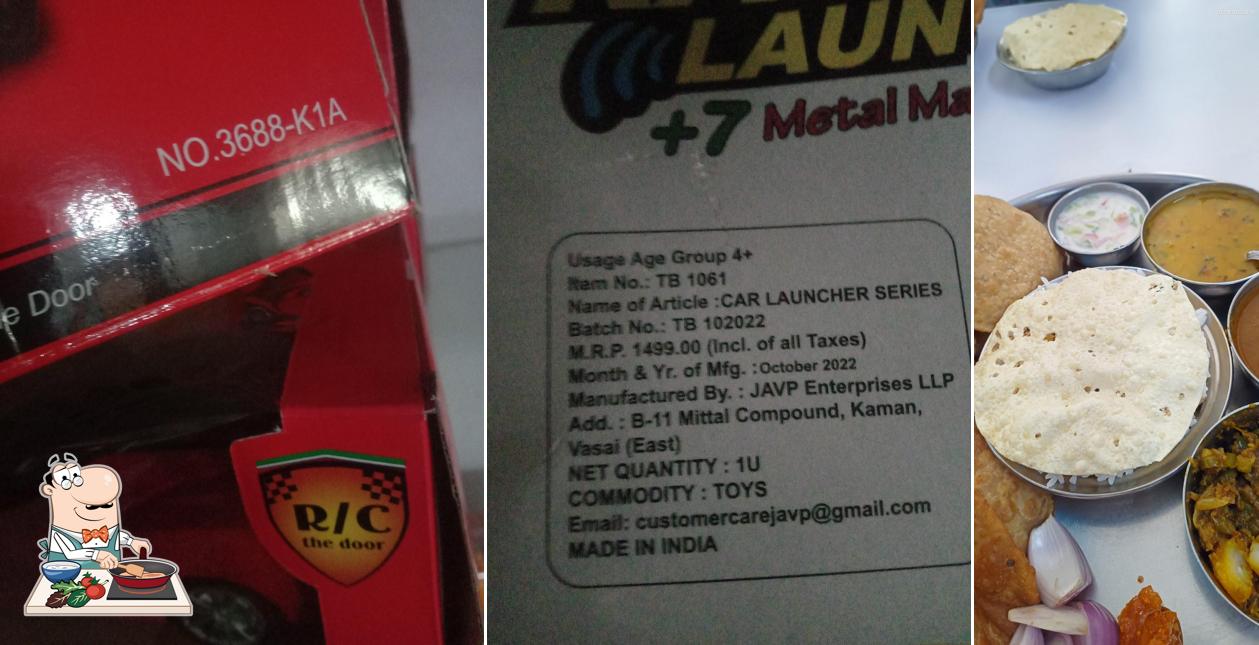 NO.3688-K1A
e Door
R/C
the door
LAUN
+7 Metal Ma
Usage Age Group 4+
Item No.: TB 1061
Name of Article :CAR LAUNCHER SERIES
Batch No.: TB 102022
M.R.P. 1499.00 (Incl. of all Taxes)
Month & Yr. of Mfg. :October 2022
Manufactured By. : JAVP Enterprises LLP
Add. : B-11 Mittal Compound, Kaman,
Vasai (East)
NET QUANTITY : 1U
COMMODITY : TOYS
Email: customercarejavp@gmail.com
MADE IN INDIA